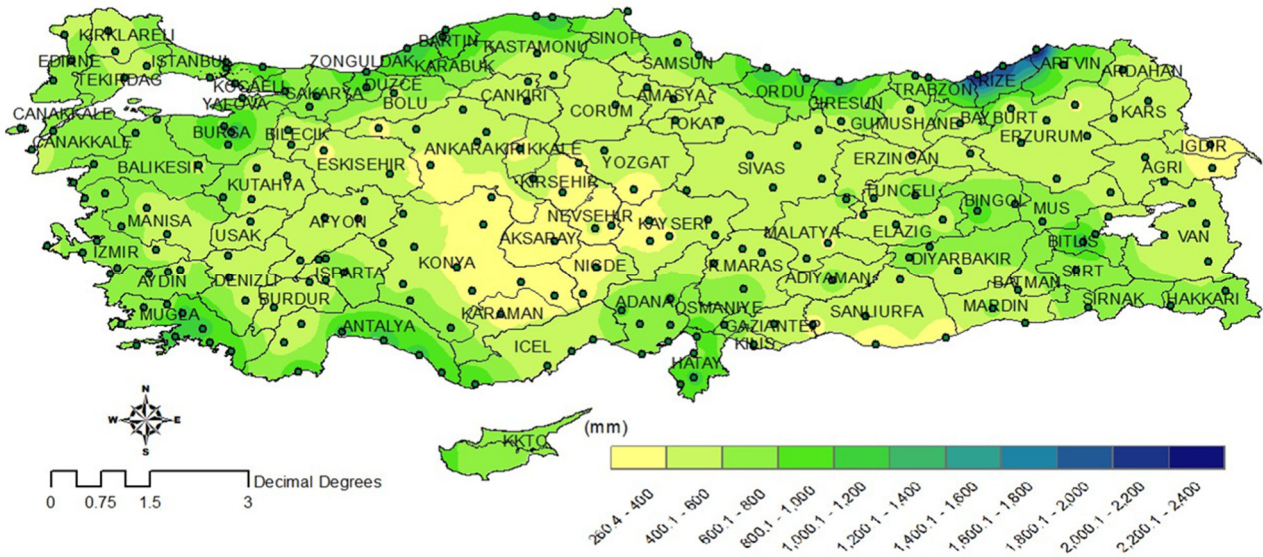 KIRKLARELI
EDIRNE
TEKIRDAG
ISTANBUL
KOCAELI
YALOVA
SAKARYA
ZONGULDAK
DUZCE
BOLU
BARTIN
KARABUK
KASTAMONU
SINOP
SAMSUN
CANKIRI
CORUM
AMASYA
TOKAT
ORDU
GIRESUN
TRABZON
RIZE
ARTVIN
ARDAHAN
KARS
GUMUSHANE
BAYBURT
ERZURUM
IGDIR
AGRI
CANAKKALE
CANAKKALE
BURSA
BILECIK
BALIKESIR
ESKISEHIR
KUTAHYA
ANKARA
KIRIKKALE
YOZGAT
KIRSEHIR
SIVAS
ERZINCAN
TUNCELI
BINGOL
MUS
MANISA
USAK
AFYON
NEVSEHIR
KAYSERI
AKSARAY
MALATYA
ELAZIG
BITLIS
VAN
IZMIR
KONYA
NIGDE
K.MARAS
ADIYAMAN
DIYARBAKIR
BATMAN
SIIRT
AYDIN
DENIZLI
ISPARTA
BURDUR
KARAMAN
ADANA
OSMANIYE
GAZIANTEP
KILIS
SANLIURFA
MARDIN
SIRNAK
HAKKARI
MUGLA
ANTALYA
ICEL
HATAY
KKTC
N
W
E
S
0
0.75
1.5
3
Decimal Degrees
(mm)
260.4 - 400
400.1 - 600
600.1 - 800
800.1 - 1,000
1,000.1 - 1,200
1,200.1 - 1,400
1,400.1 - 1,600
1,600.1 - 1,800
1,800.1 - 2,000
2,000.1 - 2,200
2,200.1 - 2,400